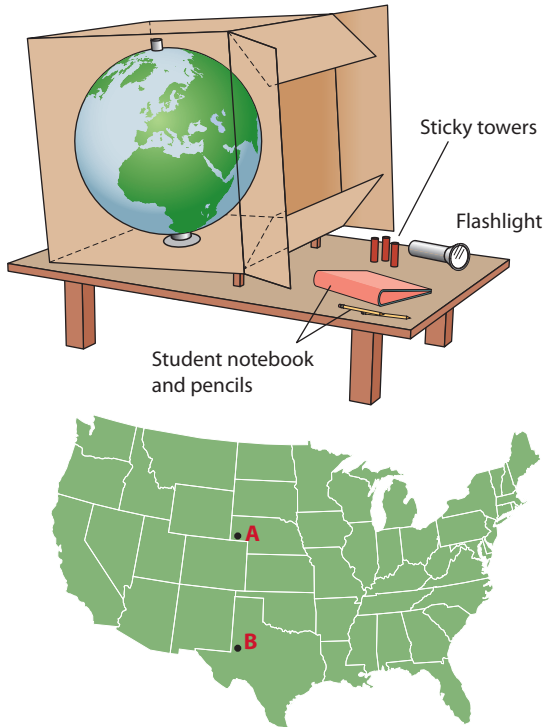 Sticky towers
Flashlight
Student notebook
and pencils
A
B